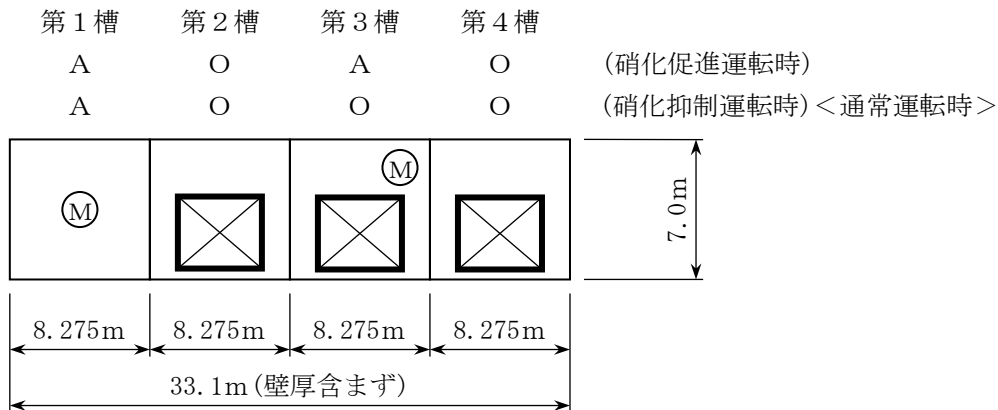 第1槽 第2槽 第3槽 第4槽
A O A O (硝化促進運転時)
A O O O (硝化抑制運転時)＜通常運転時＞
M
M
7.0m
8.275m 8.275m 8.275m 8.275m
33.1m(壁厚含まず)